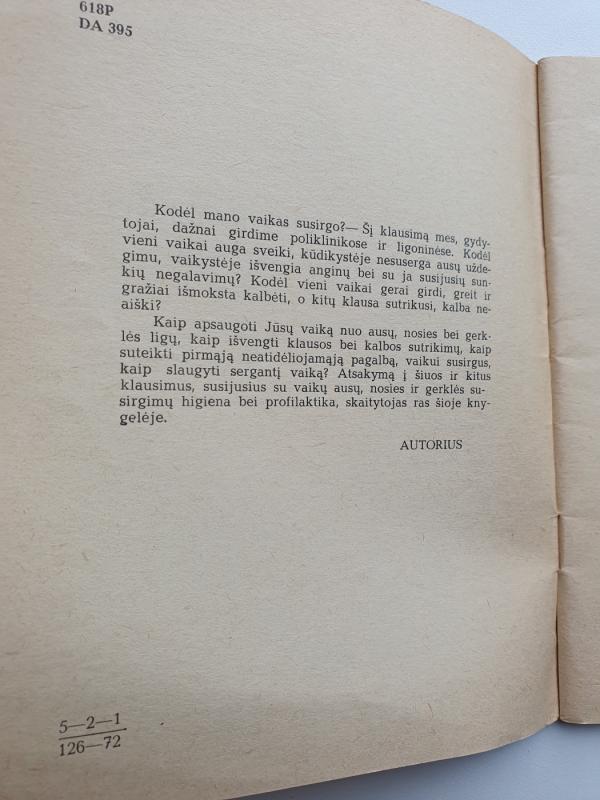 618P
DA 395
Kodėl mano vaikas susirgo?— Šį klausimą mes, gydy-
tojai, dažnai girdime poliklinikose ir ligoninėse. Kodėl
vieni vaikai auga sveiki, kūdikystėje nesuserga ausų užde-
gimu, vaikystėje išvengia anginų bei su ja susijusių sun-
kių negalavimų? Kodėl vieni vaikai gerai girdi, greit ir
gražiai išmoksta kalbėti, o kitų klausa sutrikusi, kalba ne-
aiški?
Kaip apsaugoti Jūsų vaiką nuo ausų, nosies bei gerk-
lės ligų, kaip išvengti klausos bei kalbos sutrikimų, kaip
suteikti pirmąją neatidėliojamąją pagalbą, vaikui susirgus,
kaip slaugyti sergantį vaiką? Atsakymą į šiuos ir kitus
klausimus, susijusius su vaikų ausų, nosies ir gerklės su-
sirgimų higiena bei profilaktika, skaitytojas ras šioje kny-
gelėje.
AUTORIUS
5—2—1
126—72